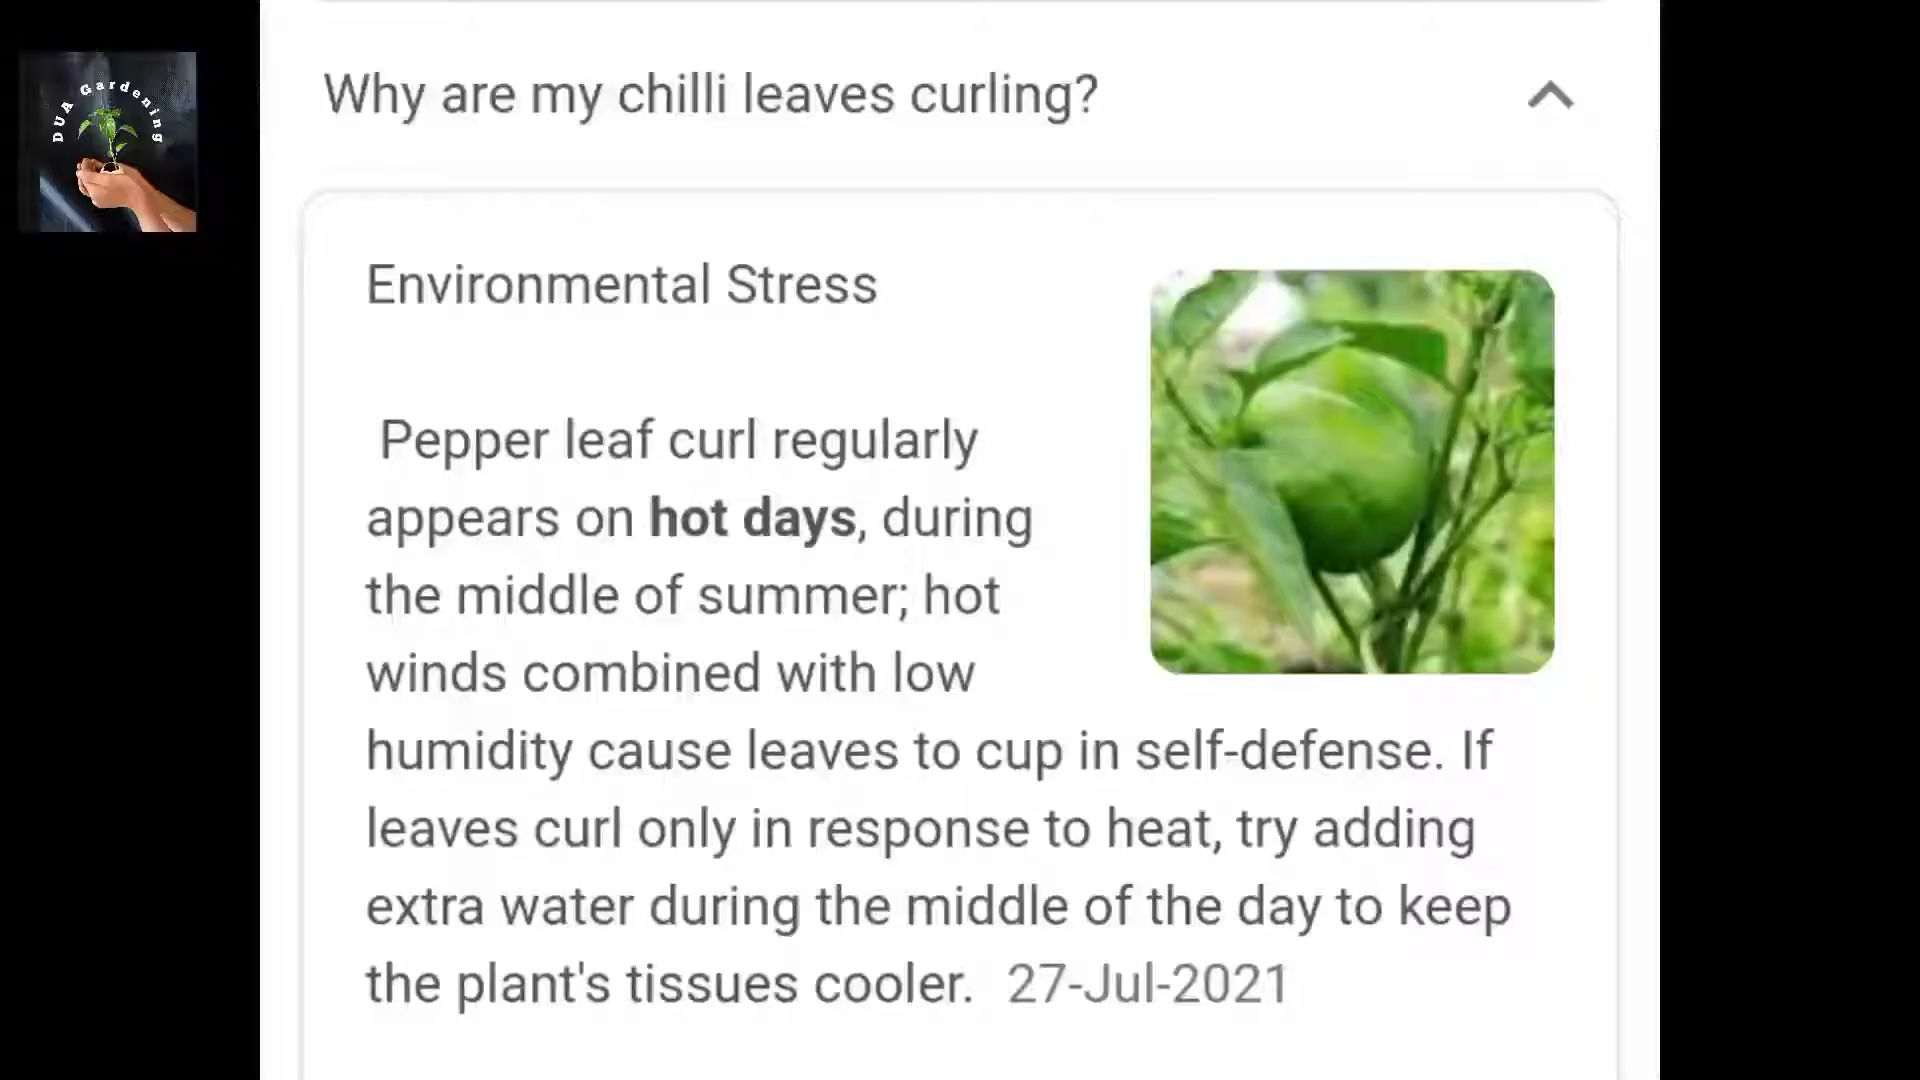 DUA Gardening
Why are my chilli leaves curling?
Environmental Stress
Pepper leaf curl regularly
appears on hot days, during
the middle of summer; hot
winds combined with low
humidity cause leaves to cup in self-defense. If
leaves curl only in response to heat, try adding
extra water during the middle of the day to keep
the plant's tissues cooler. 27-Jul-2021